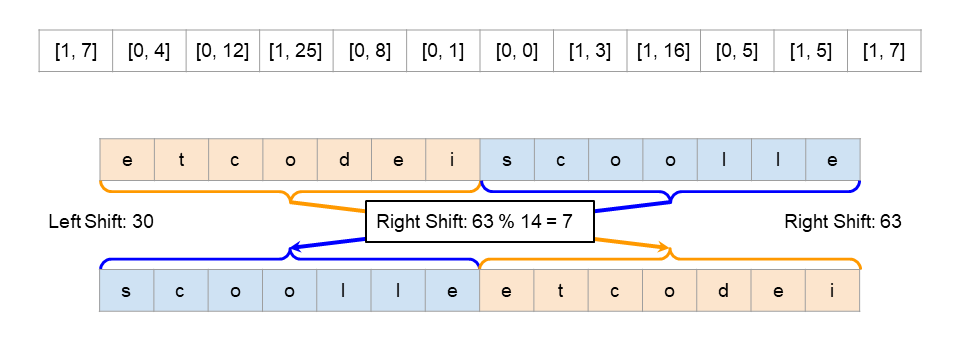 [1, 7] [0, 4] [0, 12] [1, 25] [0, 8] [0, 1] [0, 0] [1, 3] [1, 16] [0, 5] [1, 5] [1, 7]
e t c o d e i s c o o l l e
Left Shift: 30 Right Shift: 63 % 14 = 7 Right Shift: 63
s c o o l l e e t c o d e i